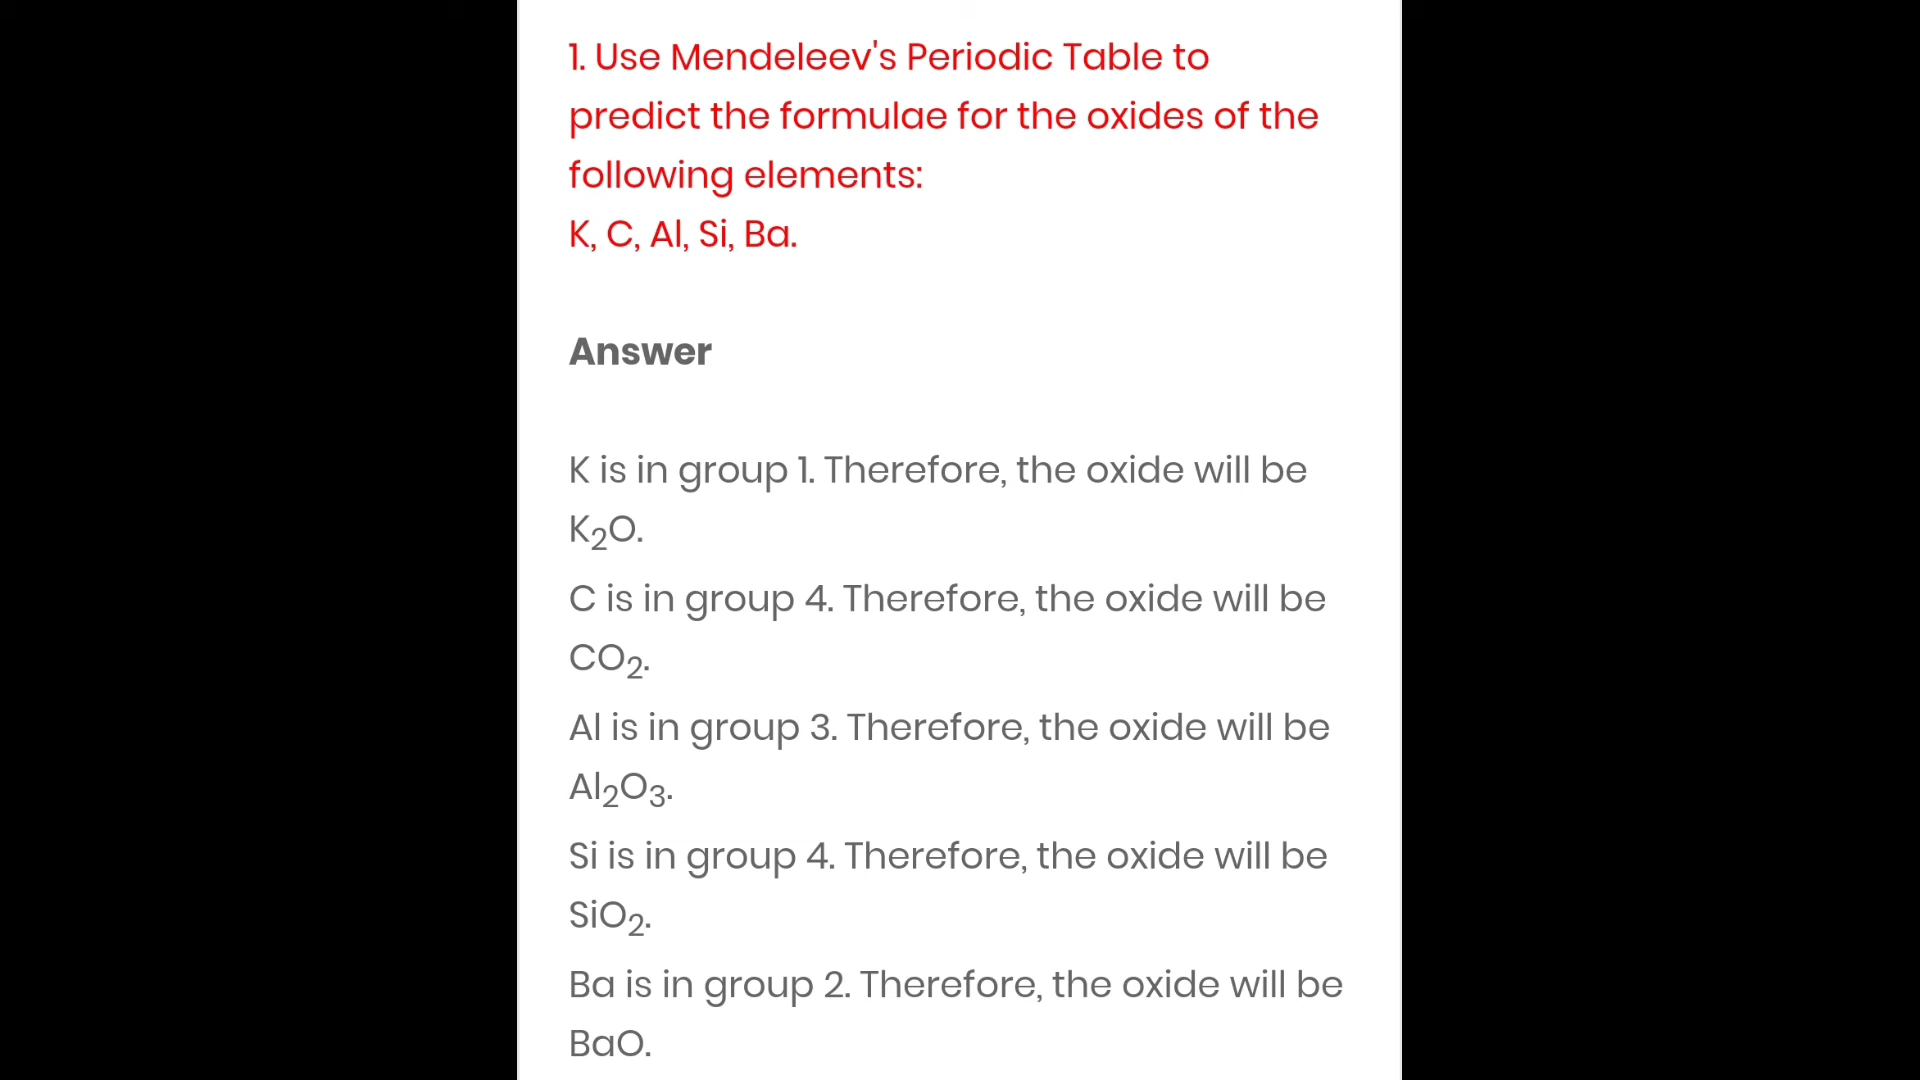 1. Use Mendeleev's Periodic Table to
predict the formulae for the oxides of the
following elements:
K, C, Al, Si, Ba.
Answer
K is in group 1. Therefore, the oxide will be
K₂O.
C is in group 4. Therefore, the oxide will be
CO₂.
Al is in group 3. Therefore, the oxide will be
Al₂O₃.
Si is in group 4. Therefore, the oxide will be
SiO₂.
Ba is in group 2. Therefore, the oxide will be
BaO.